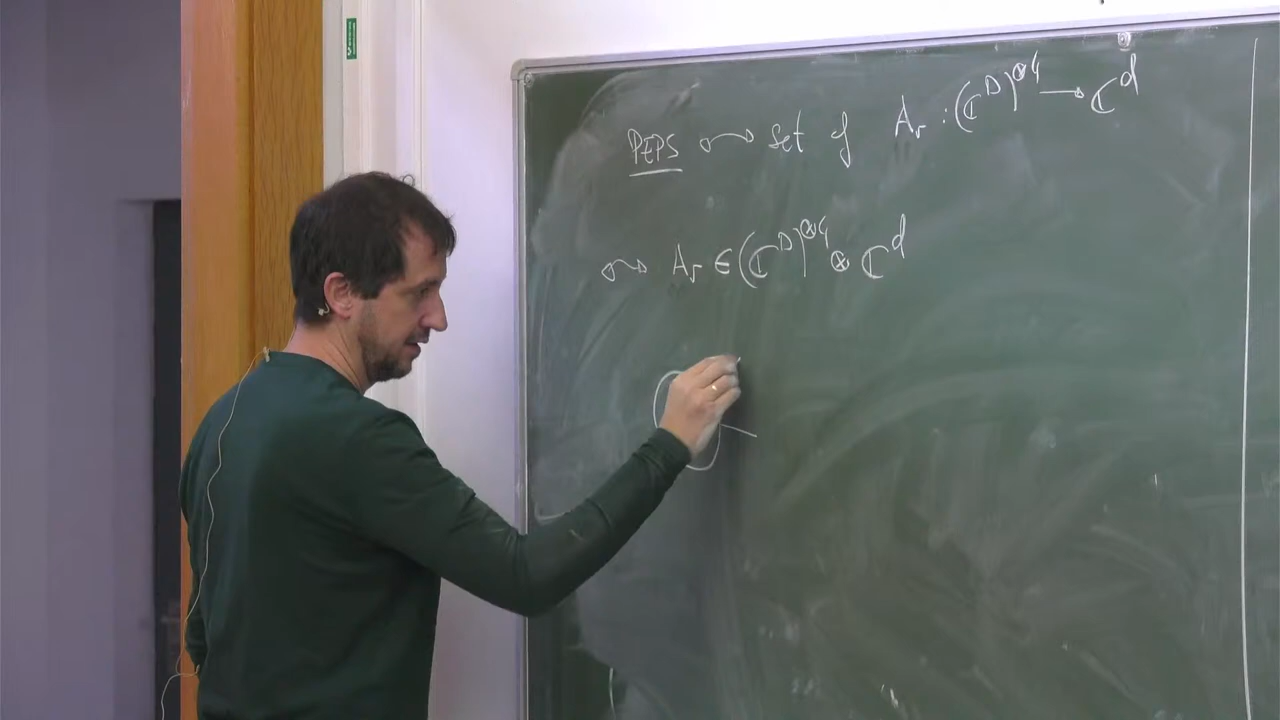 PEPS ⟿ Set of A_v : (ℂ^D)^{⊗4} ⟶ ℂ^d
⟿ A_v ∈ (ℂ^D)^{⊗4} ⊗ ℂ^d